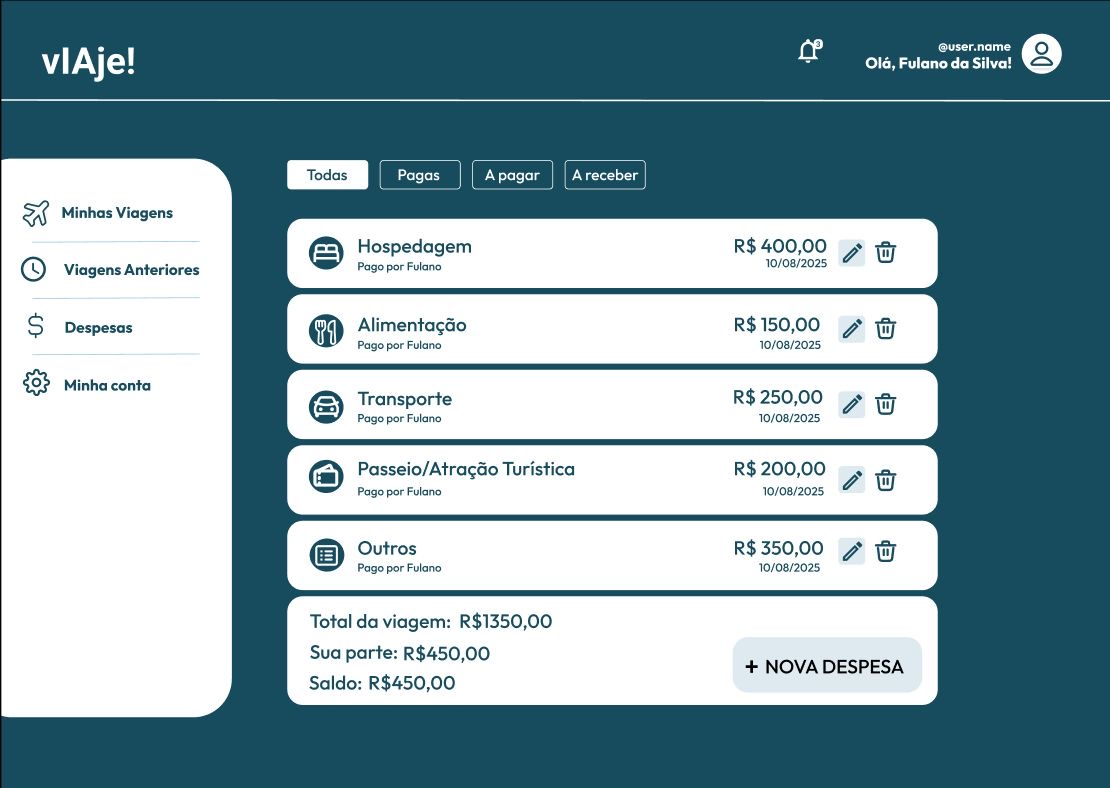 vIAje!
3
@user.name
Olá, Fulano da Silva!
Minhas Viagens
Viagens Anteriores
Despesas
Minha conta
Todas
Pagas
A pagar
A receber
Hospedagem
Pago por Fulano
R$ 400,00
10/08/2025
Alimentação
Pago por Fulano
R$ 150,00
10/08/2025
Transporte
Pago por Fulano
R$ 250,00
10/08/2025
Passeio/Atração Turística
Pago por Fulano
R$ 200,00
10/08/2025
Outros
Pago por Fulano
R$ 350,00
10/08/2025
Total da viagem: R$1350,00
Sua parte: R$450,00
Saldo: R$450,00
+ NOVA DESPESA